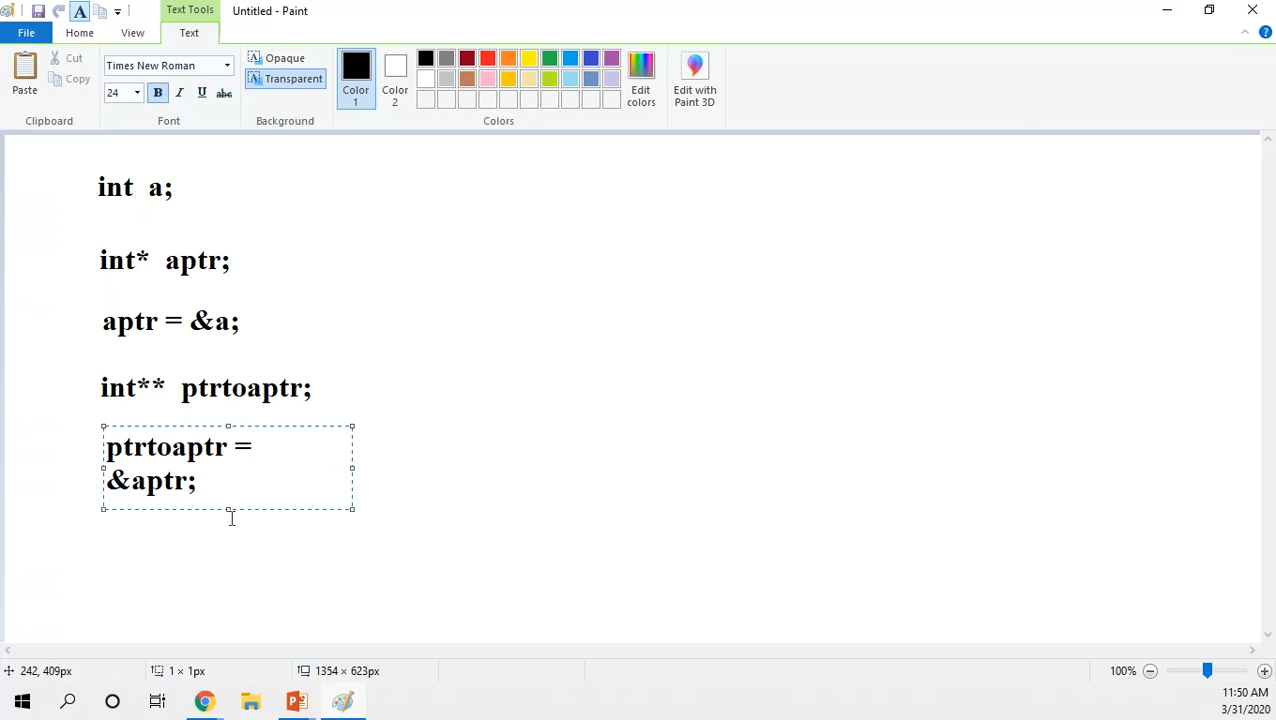 Text Tools
Untitled - Paint
File
Home
View
Text
Paste
Cut
Copy
Clipboard
Times New Roman
24
B
I
U
abc
Font
Opaque
Transparent
Background
Color 1
Color 2
Edit colors
Colors
Edit with Paint 3D
int a;
int* aptr;
aptr = &a;
int** ptrtoaptr;
ptrtoaptr =
&aptr;
242, 409px
1 × 1px
1354 × 623px
100%
11:50 AM
3/31/2020